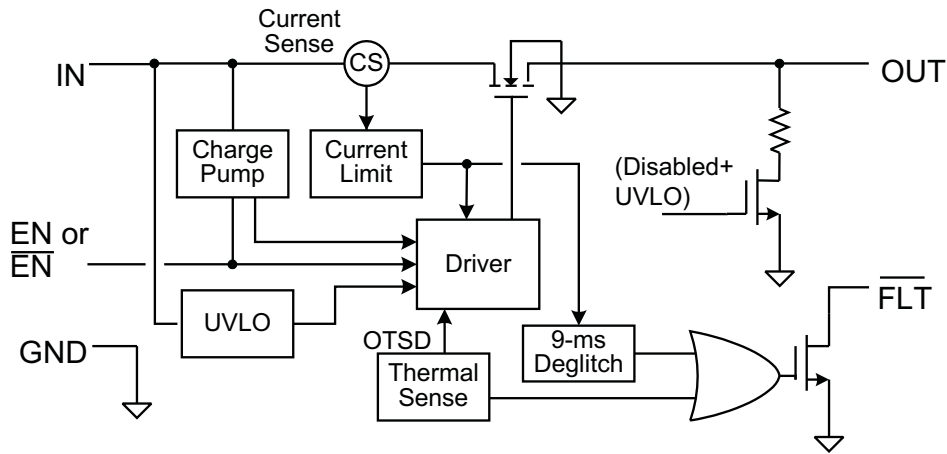 Current
Sense
IN
CS
OUT
Charge
Pump
Current
Limit
(Disabled+
UVLO)
EN or
EN
Driver
UVLO
FLT
GND
OTSD
9-ms
Deglitch
Thermal
Sense